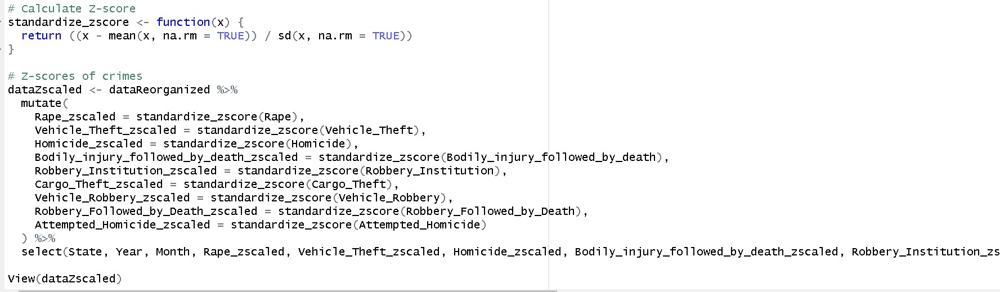 # Calculate Z-score
standardize_zscore <- function(x) {
  return ((x - mean(x, na.rm = TRUE)) / sd(x, na.rm = TRUE))
}
# Z-scores of crimes
dataZscaled <- dataReorganized %>%
  mutate(
    Rape_zscaled = standardize_zscore(Rape),
    Vehicle_Theft_zscaled = standardize_zscore(Vehicle_Theft),
    Homicide_zscaled = standardize_zscore(Homicide),
    Bodily_injury_followed_by_death_zscaled = standardize_zscore(Bodily_injury_followed_by_death),
    Robbery_Institution_zscaled = standardize_zscore(Robbery_Institution),
    Cargo_Theft_zscaled = standardize_zscore(Cargo_Theft),
    Vehicle_Robbery_zscaled = standardize_zscore(Vehicle_Robbery),
    Robbery_Followed_by_Death_zscaled = standardize_zscore(Robbery_Followed_by_Death),
    Attempted_Homicide_zscaled = standardize_zscore(Attempted_Homicide)
  ) %>%
  select(State, Year, Month, Rape_zscaled, Vehicle_Theft_zscaled, Homicide_zscaled, Bodily_injury_followed_by_death_zscaled, Robbery_Institution_zs
View(dataZscaled)